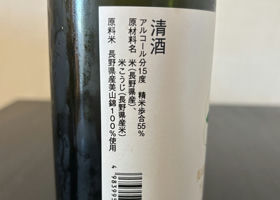 清酒
アルコール分15度 精米歩合55%
原材料名 米(長野県産)、
米こうじ(長野県産米)
原料米 長野県産美山錦100%使用
498395